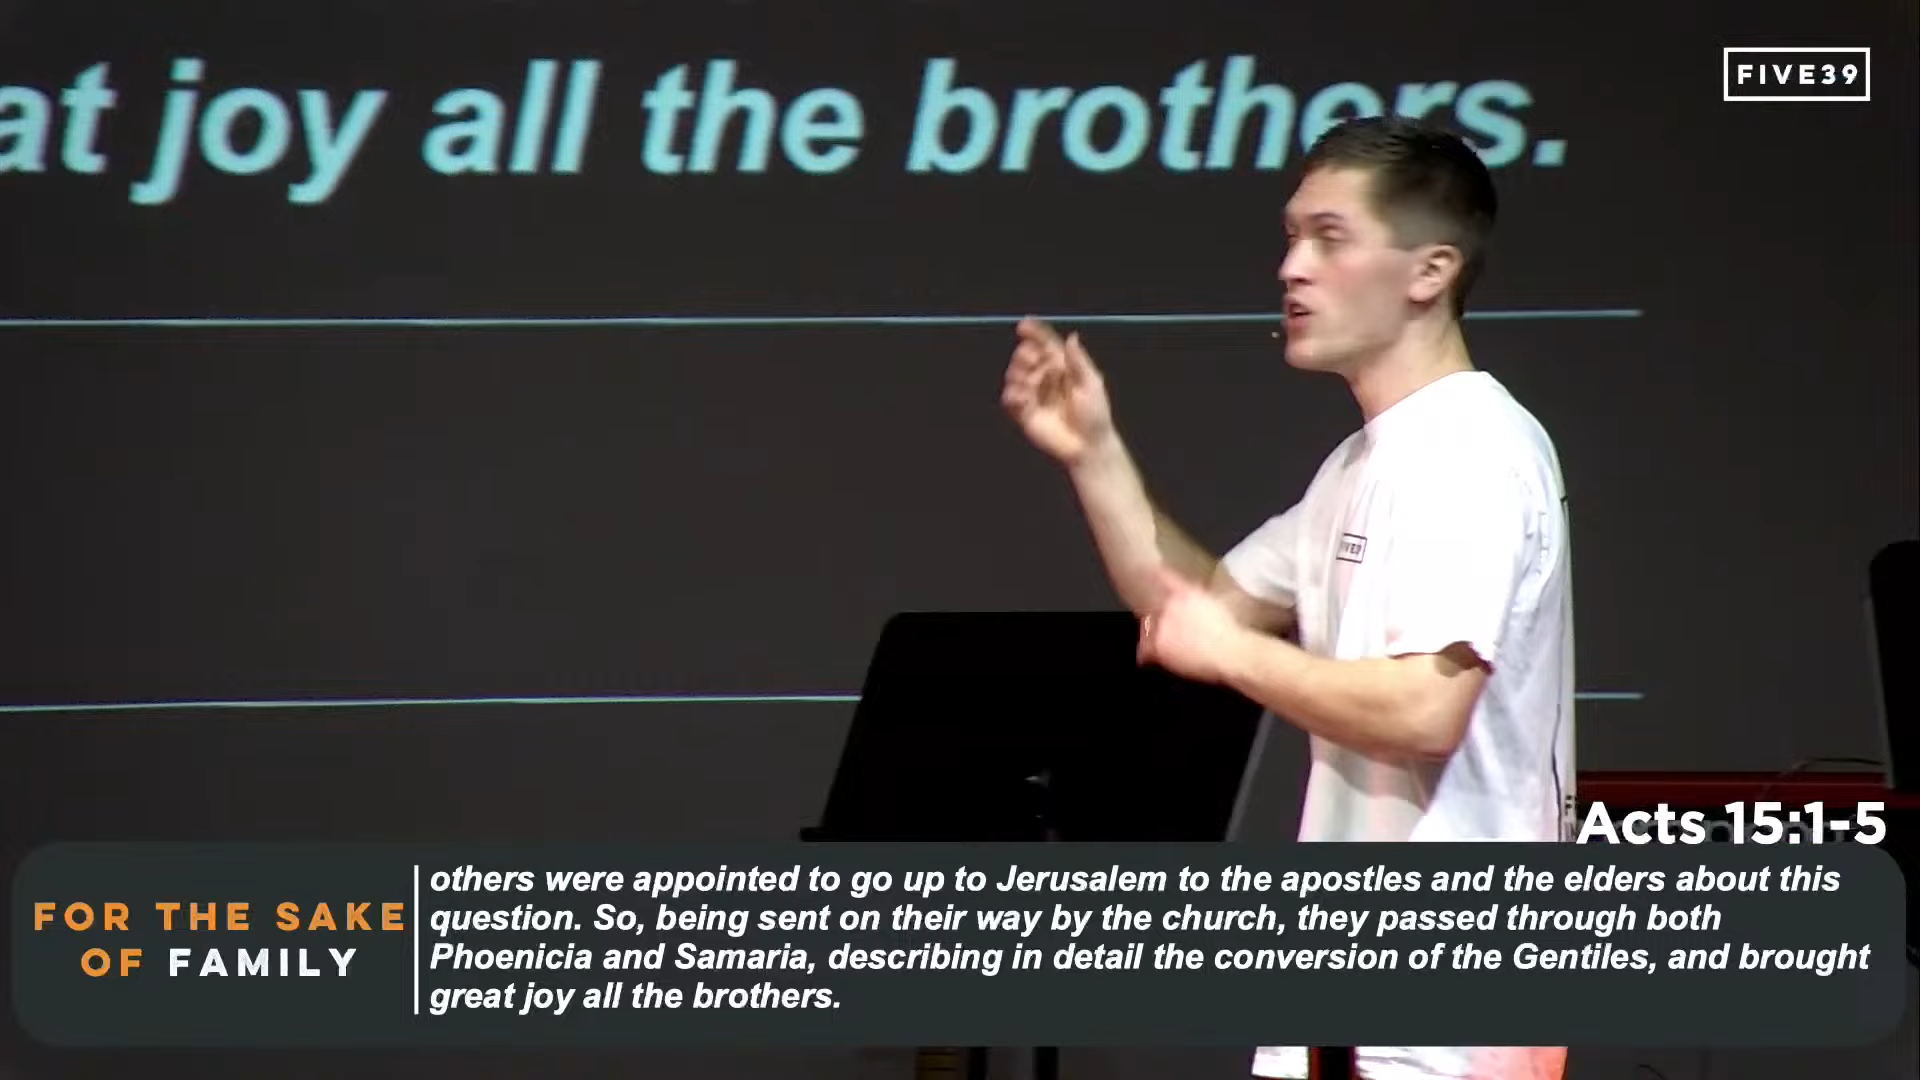 at joy all the brothers.
FIVE39
FIVE39
Acts 15:1-5
FOR THE SAKE
OF FAMILY
others were appointed to go up to Jerusalem to the apostles and the elders about this
question. So, being sent on their way by the church, they passed through both
Phoenicia and Samaria, describing in detail the conversion of the Gentiles, and brought
great joy all the brothers.